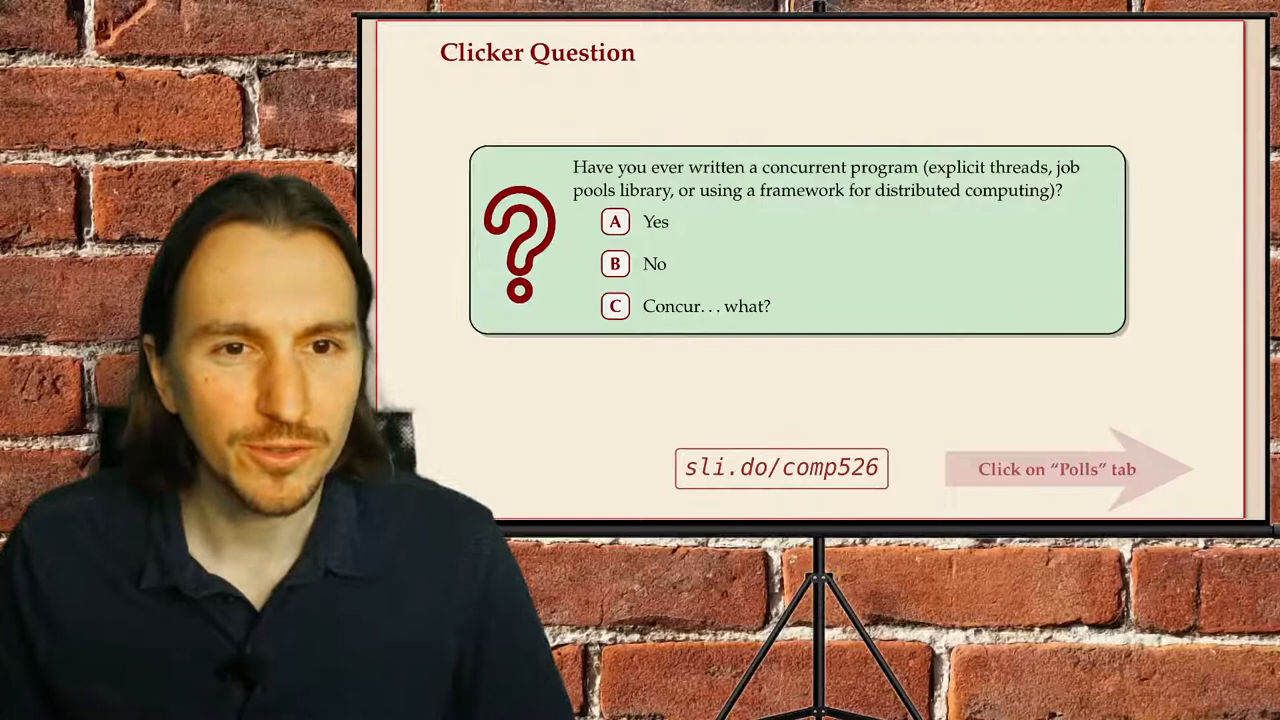 Clicker Question
Have you ever written a concurrent program (explicit threads, job
pools library, or using a framework for distributed computing)?
A Yes
B No
C Concur... what?
sli.do/comp526
Click on “Polls” tab